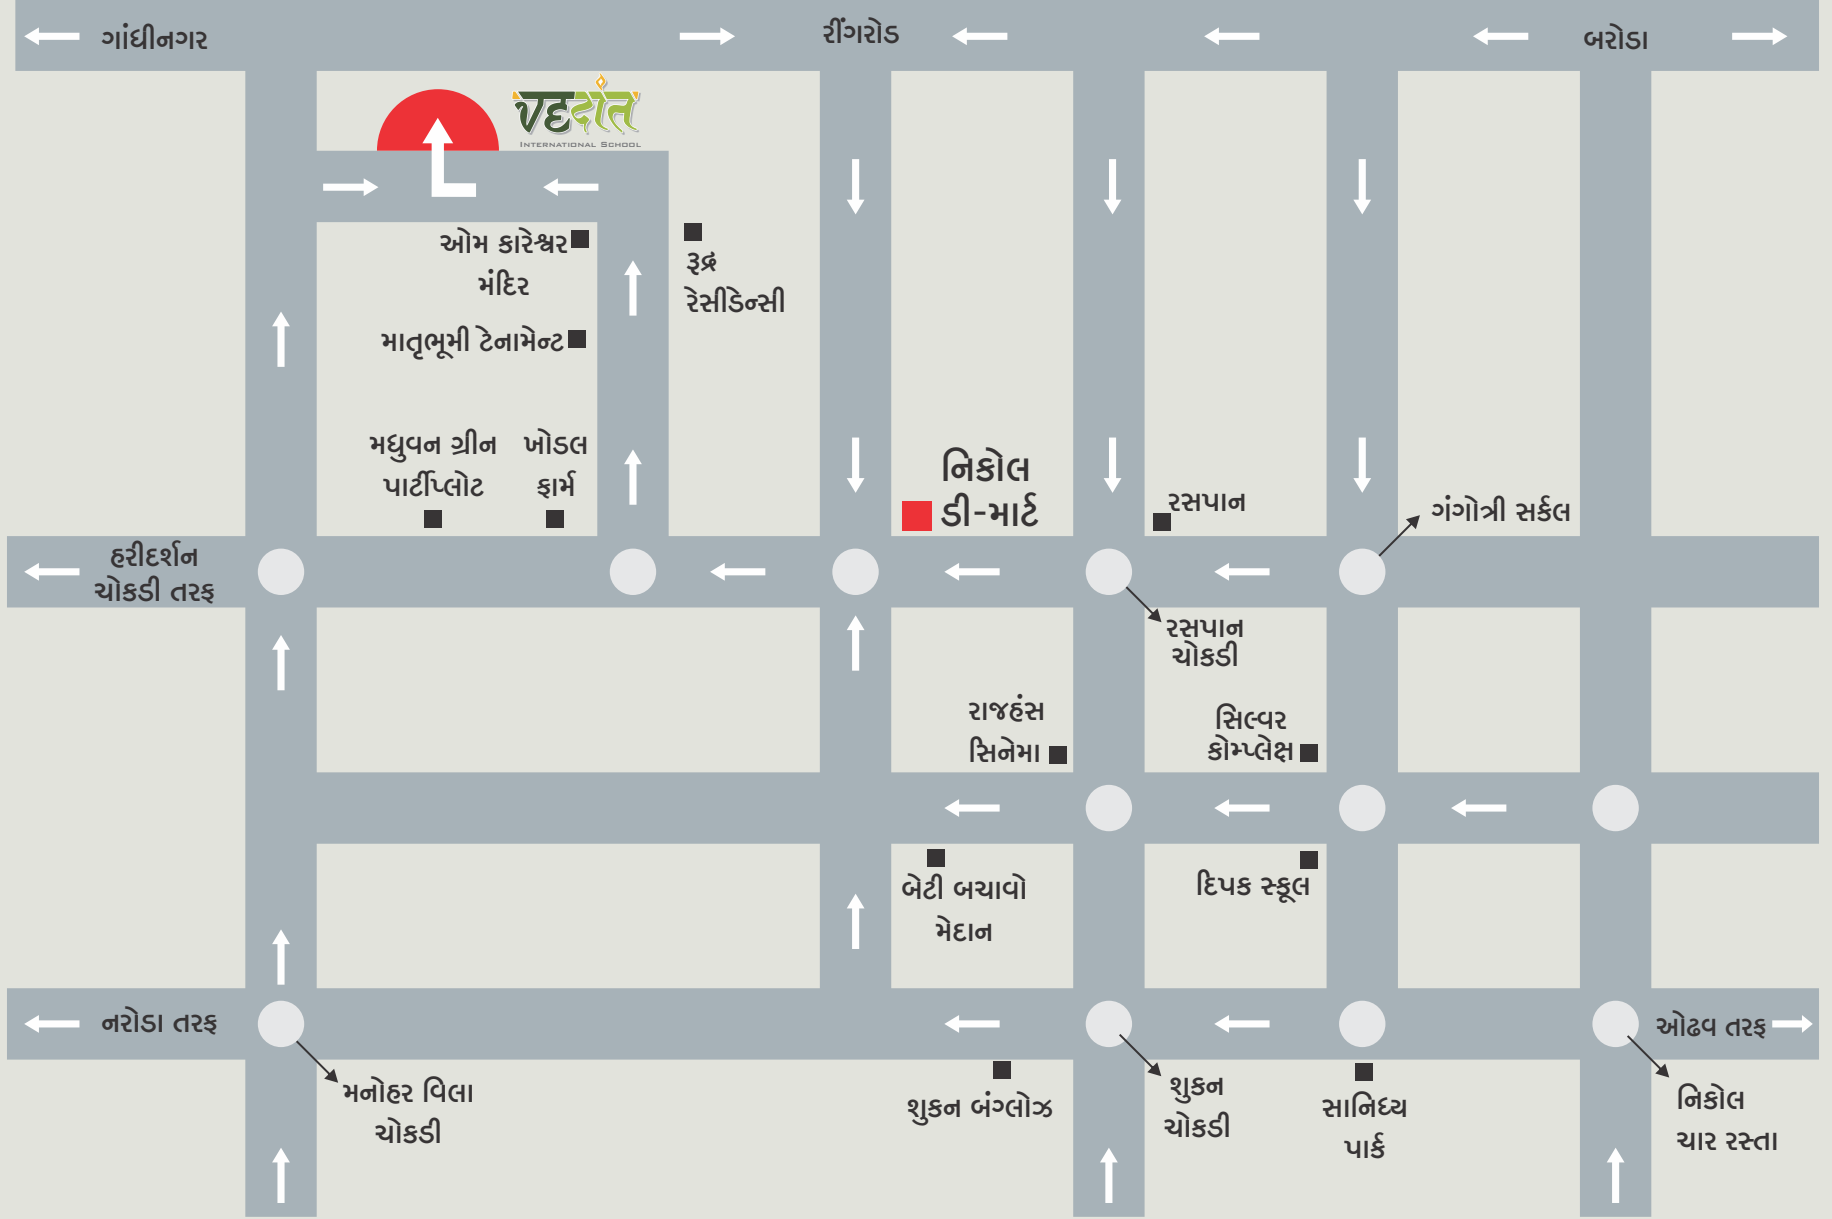 ગાંધીનગર
રીંગરોડ
બરોડા
વેદાંત
INTERNATIONAL SCHOOL
ઓમ કારેશ્વર
મંદિર
રૂદ્ર
રેસીડેન્સી
માતૃભૂમી ટેનામેન્ટ
મધુવન ગ્રીન
પાર્ટીપ્લોટ
ખોડલ
ફાર્મ
નિકોલ
ડી-માર્ટ
રસપાન
ગંગોત્રી સર્કલ
હરીદર્શન
ચોકડી તરફ
રસપાન
ચોકડી
રાજહંસ
સિનેમા
સિલ્વર
કોમ્પ્લેક્ષ
બેટી બચાવો
મેદાન
દિપક સ્કૂલ
નરોડા તરફ
ઓઢવ તરફ
મનોહર વિલા
ચોકડી
શુકન બંગ્લોઝ
શુકન
ચોકડી
સાનિધ્ય
પાર્ક
નિકોલ
ચાર રસ્તા